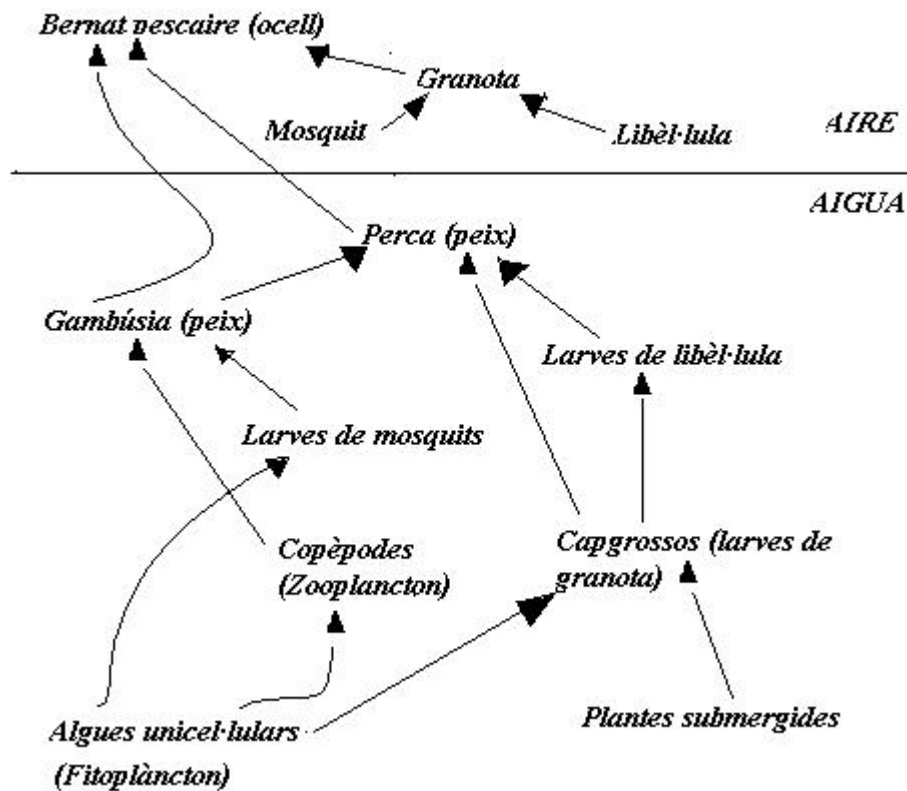 Bernat pescaire (ocell)
Granota
Mosquit
Libèl·lula
AIRE
AIGUA
Perca (peix)
Gambúsia (peix)
Larves de libèl·lula
Larves de mosquits
Copèpodes
(Zooplancton)
Capgrossos (larves de
granota)
Algues unicel·lulars
(Fitoplàncton)
Plantes submergides